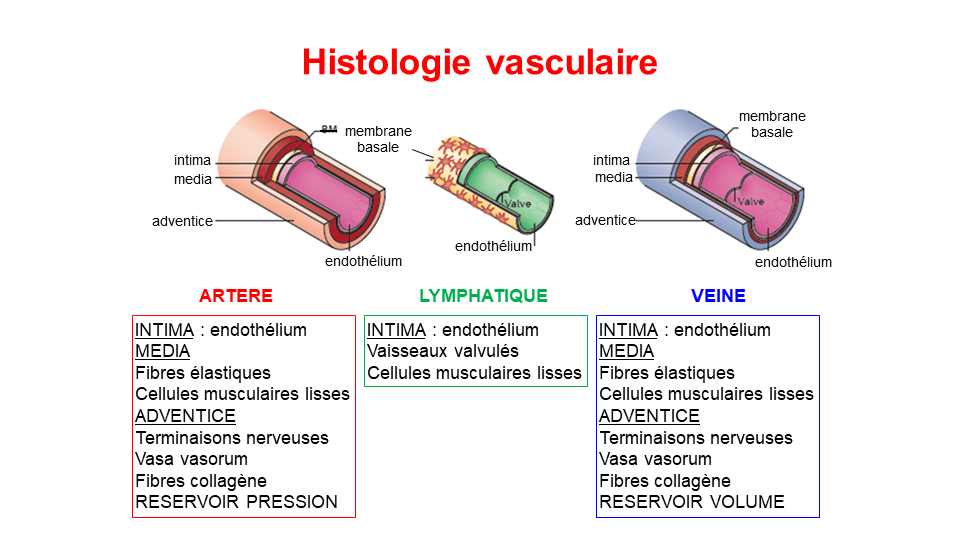 Histologie vasculaire
BM
membrane
basale
intima
media
adventice
endothélium
membrane
basale
Valve
endothélium
intima
media
adventice
Valve
endothélium
ARTERE
INTIMA : endothélium
MEDIA
Fibres élastiques
Cellules musculaires lisses
ADVENTICE
Terminaisons nerveuses
Vasa vasorum
Fibres collagène
RESERVOIR PRESSION
LYMPHATIQUE
INTIMA : endothélium
Vaisseaux valvulés
Cellules musculaires lisses
VEINE
INTIMA : endothélium
MEDIA
Fibres élastiques
Cellules musculaires lisses
ADVENTICE
Terminaisons nerveuses
Vasa vasorum
Fibres collagène
RESERVOIR VOLUME